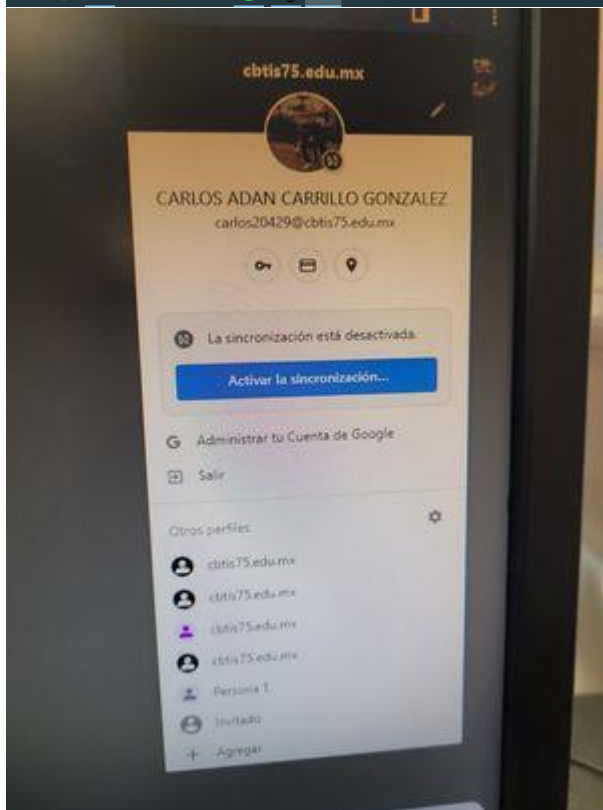 cbtis75.edu.mx
CARLOS ADAN CARRILLO GONZALEZ
carlos20429@cbtis75.edu.mx
La sincronización está desactivada.
Activar la sincronización...
Administrar tu Cuenta de Google
Salir
Otros perfiles
cbtis75.edu.mx
cbtis75.edu.mx
cbtis75.edu.mx
cbtis75.edu.mx
Persona 1
Invitado
Agregar